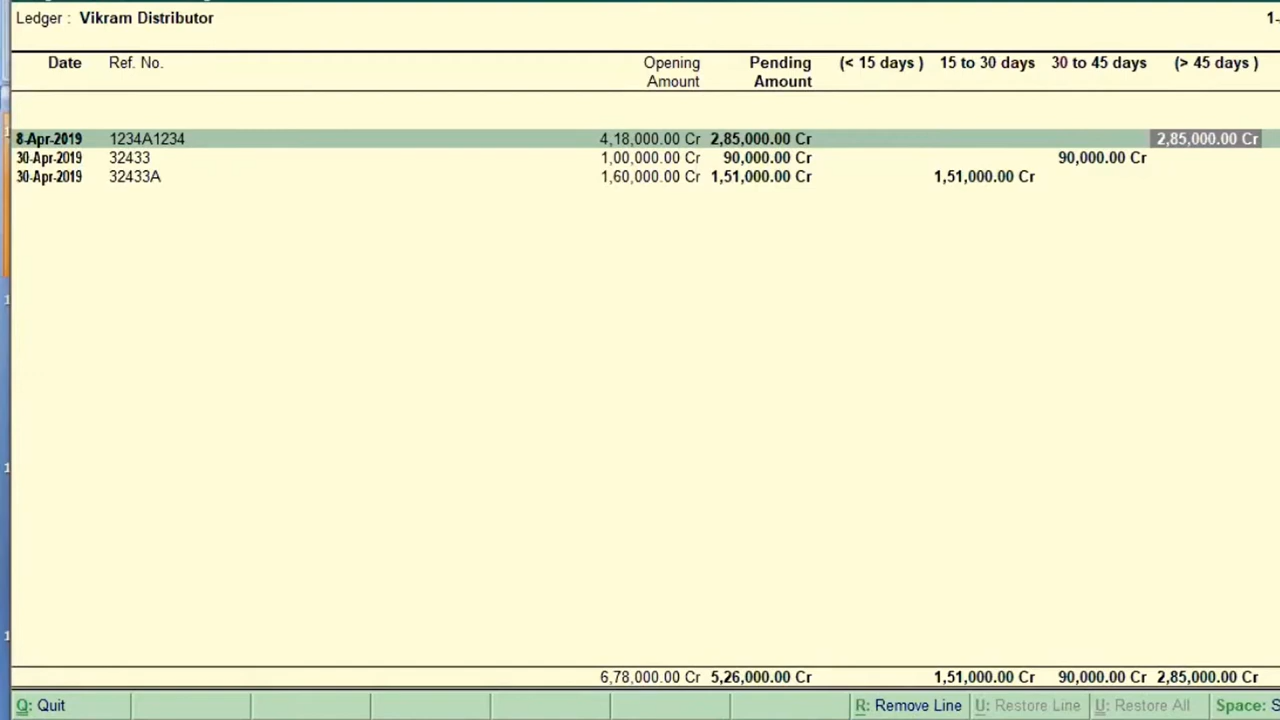 Ledger : Vikram Distributor 1-
Date Ref. No. Opening Amount Pending Amount (< 15 days ) 15 to 30 days 30 to 45 days (> 45 days )
8-Apr-2019 1234A1234 4,18,000.00 Cr 2,85,000.00 Cr 2,85,000.00 Cr
30-Apr-2019 32433 1,00,000.00 Cr 90,000.00 Cr 90,000.00 Cr
30-Apr-2019 32433A 1,60,000.00 Cr 1,51,000.00 Cr 1,51,000.00 Cr
6,78,000.00 Cr 5,26,000.00 Cr 1,51,000.00 Cr 90,000.00 Cr 2,85,000.00 Cr
Q: Quit R: Remove Line U: Restore Line U: Restore All Space: S